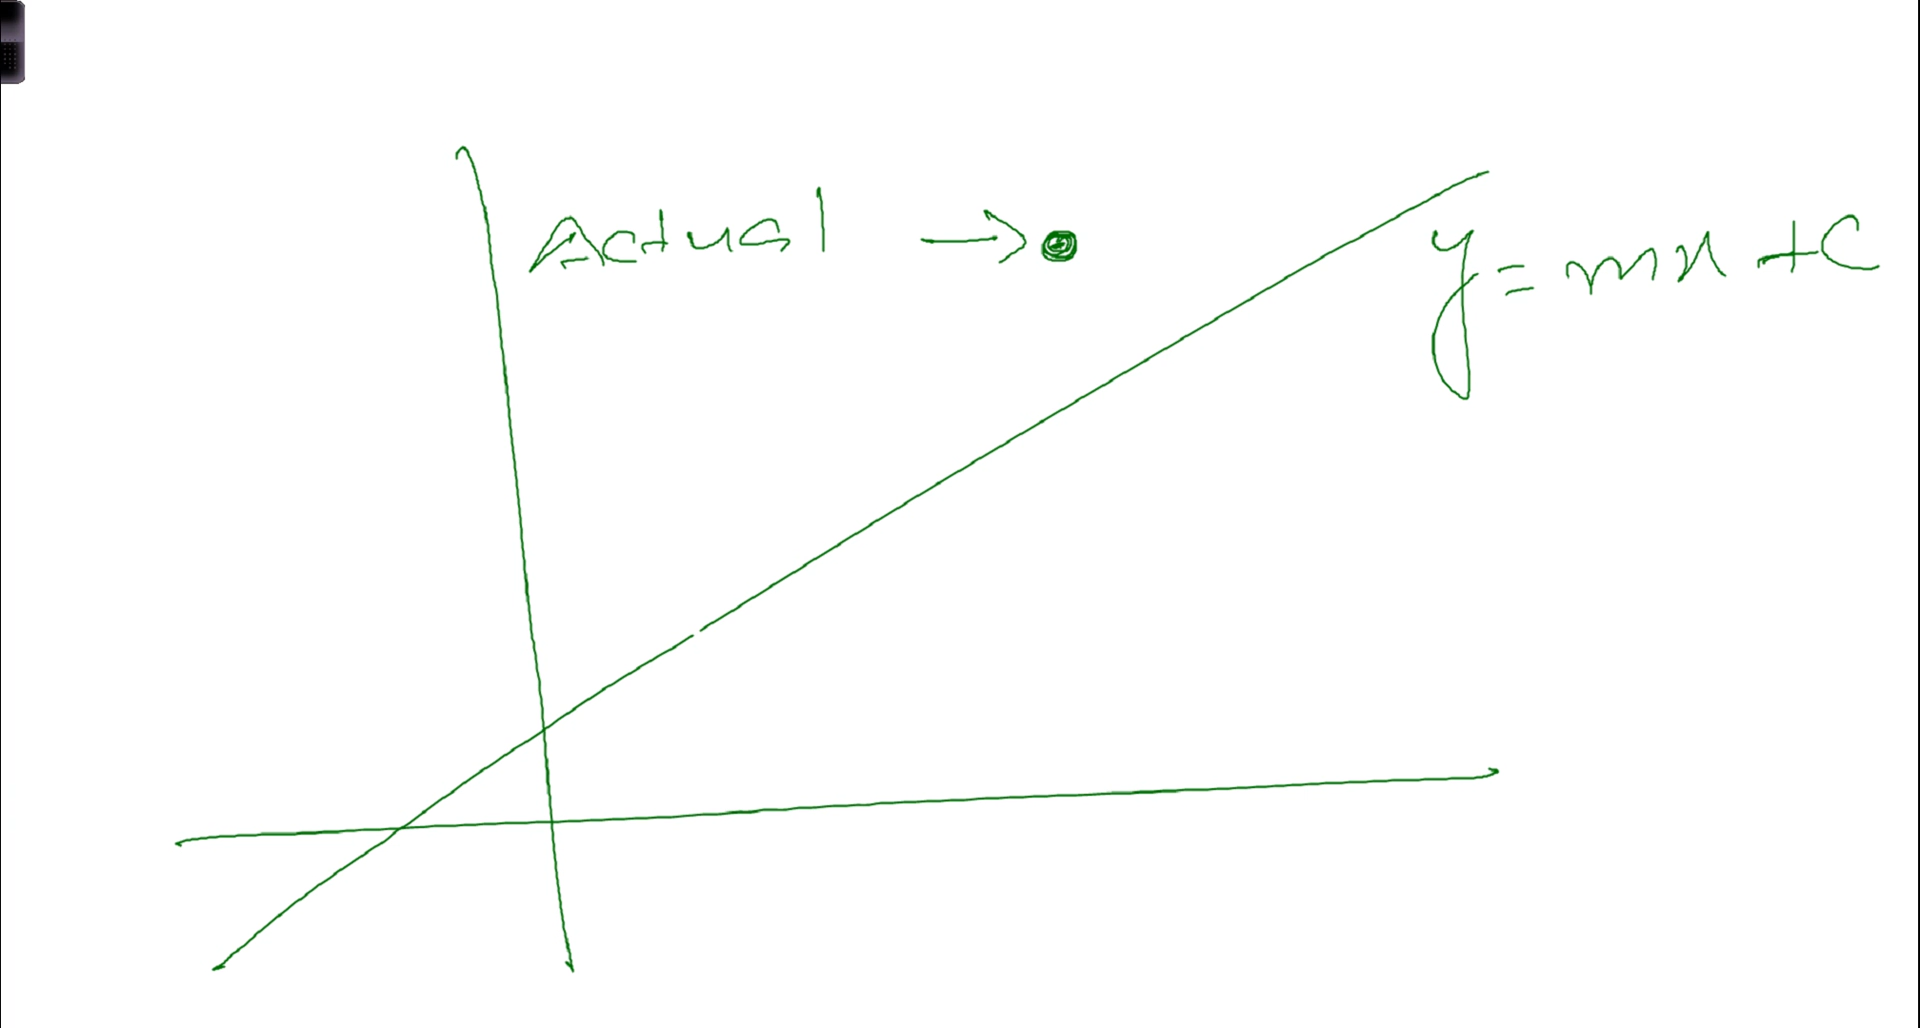 Actual →
y = mx + c